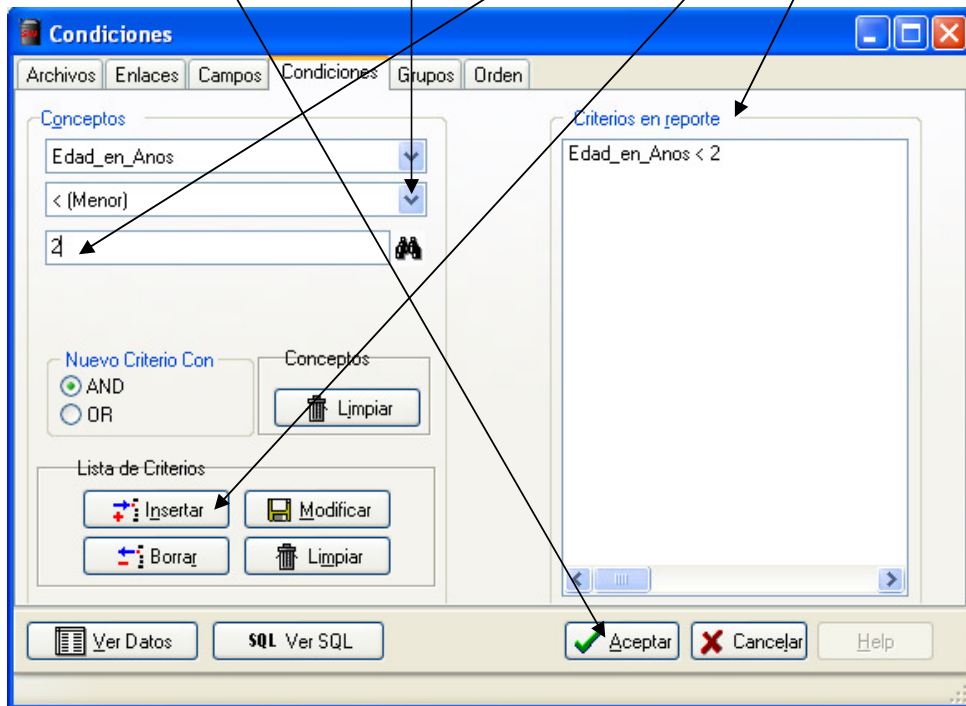 Condiciones
Archivos Enlaces Campos Condiciones Grupos Orden
Conceptos
Edad_en_Anos
< (Menor)
2
Nuevo Criterio Con
AND
OR
Conceptos
Limpiar
Lista de Criterios
Insertar Modificar
Borrar Limpiar
Criterios en reporte
Edad_en_Anos < 2
Ver Datos SQL Ver SQL Aceptar Cancelar Help